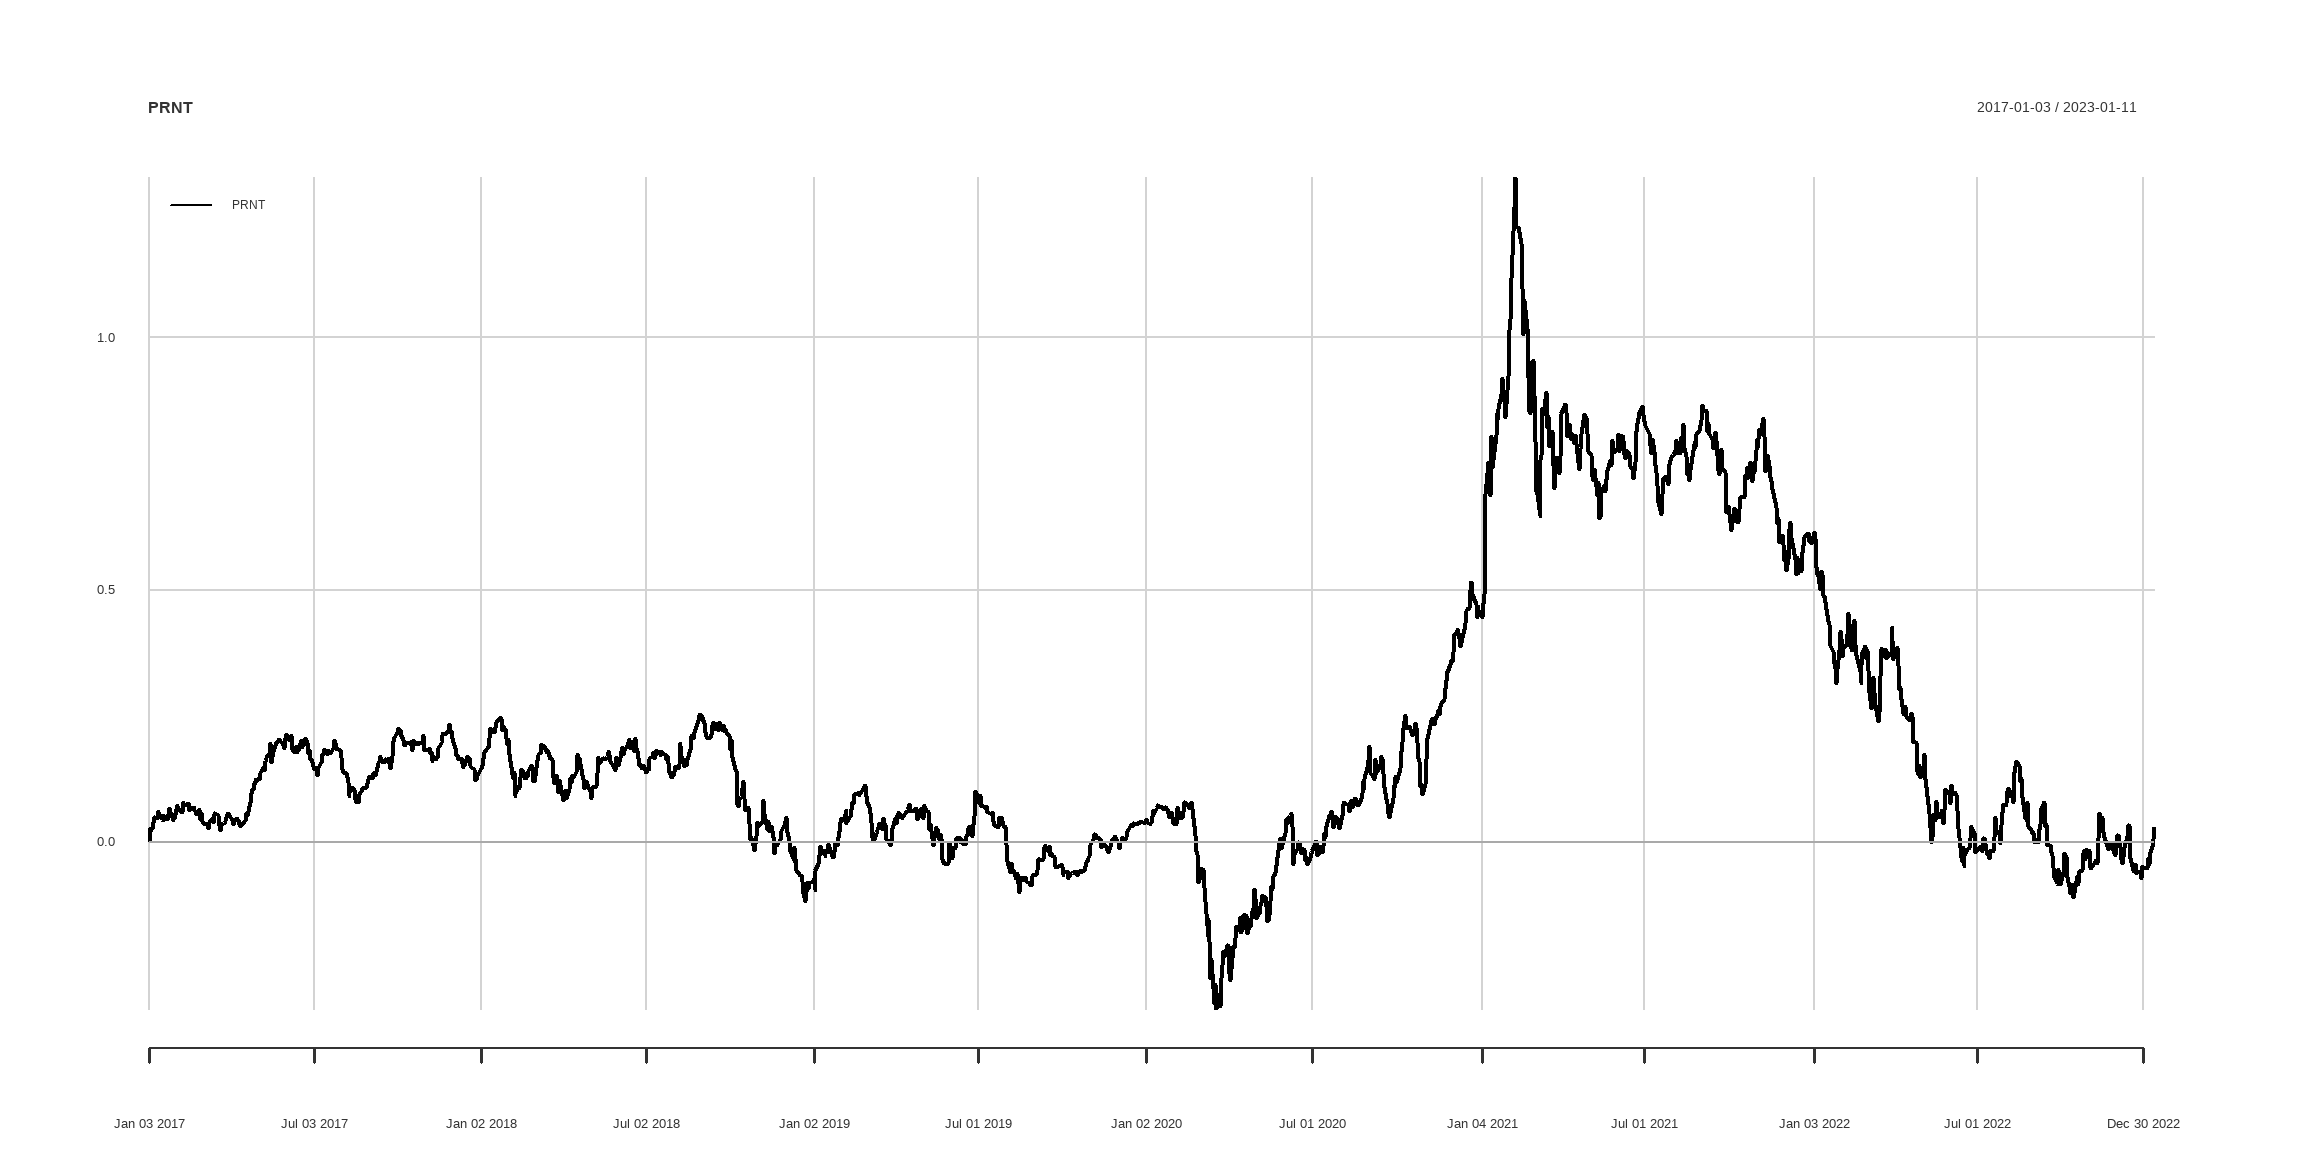 PRNT
2017-01-03 / 2023-01-11
PRNT
1.0
0.5
0.0
Jan 03 2017
Jul 03 2017
Jan 02 2018
Jul 02 2018
Jan 02 2019
Jul 01 2019
Jan 02 2020
Jul 01 2020
Jan 04 2021
Jul 01 2021
Jan 03 2022
Jul 01 2022
Dec 30 2022